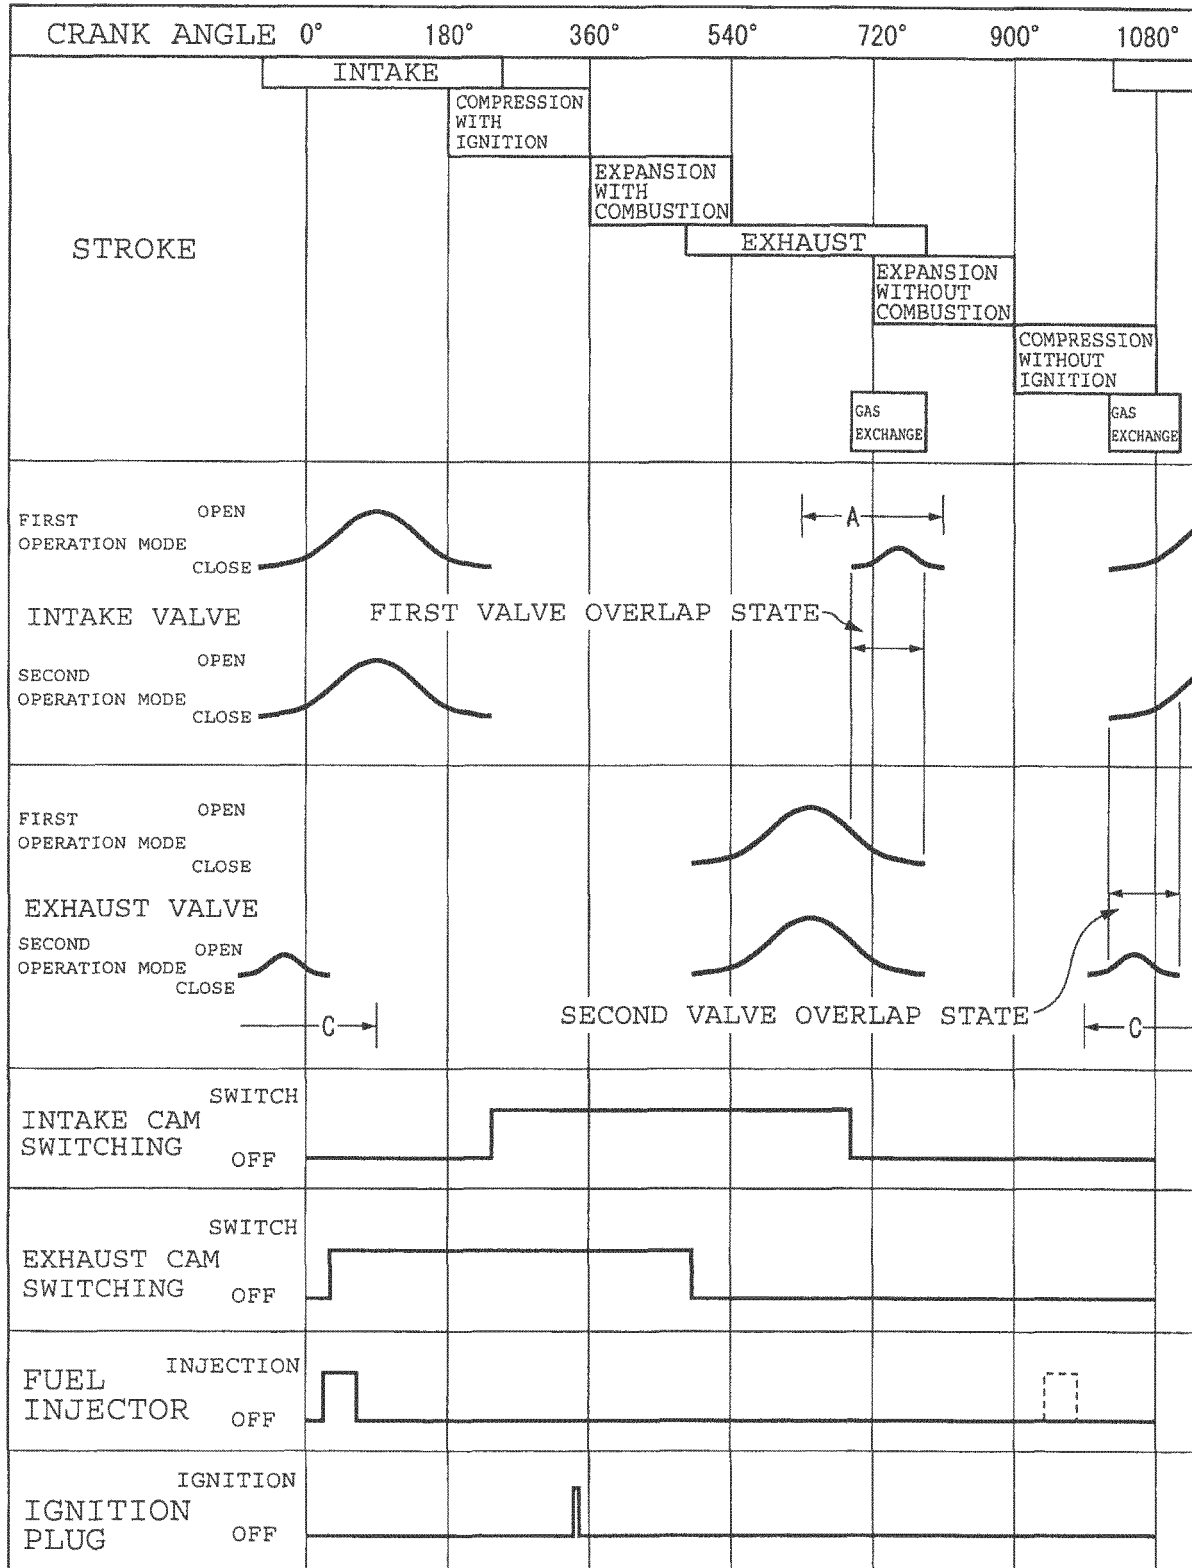 CRANK ANGLE 0° 180° 360° 540° 720° 900° 1080°
INTAKE
COMPRESSION
WITH
IGNITION
EXPANSION
WITH
COMBUSTION
STROKE
EXHAUST
EXPANSION
WITHOUT
COMBUSTION
COMPRESSION
WITHOUT
IGNITION
GAS
EXCHANGE
GAS
EXCHANGE
FIRST
OPERATION MODE
OPEN
CLOSE
A
INTAKE VALVE
FIRST VALVE OVERLAP STATE
SECOND
OPERATION MODE
OPEN
CLOSE
FIRST
OPERATION MODE
OPEN
CLOSE
EXHAUST VALVE
SECOND
OPERATION MODE
OPEN
CLOSE
C
SECOND VALVE OVERLAP STATE
C
INTAKE CAM
SWITCHING
SWITCH
OFF
EXHAUST CAM
SWITCHING
SWITCH
OFF
FUEL
INJECTOR
INJECTION
OFF
IGNITION
PLUG
IGNITION
OFF